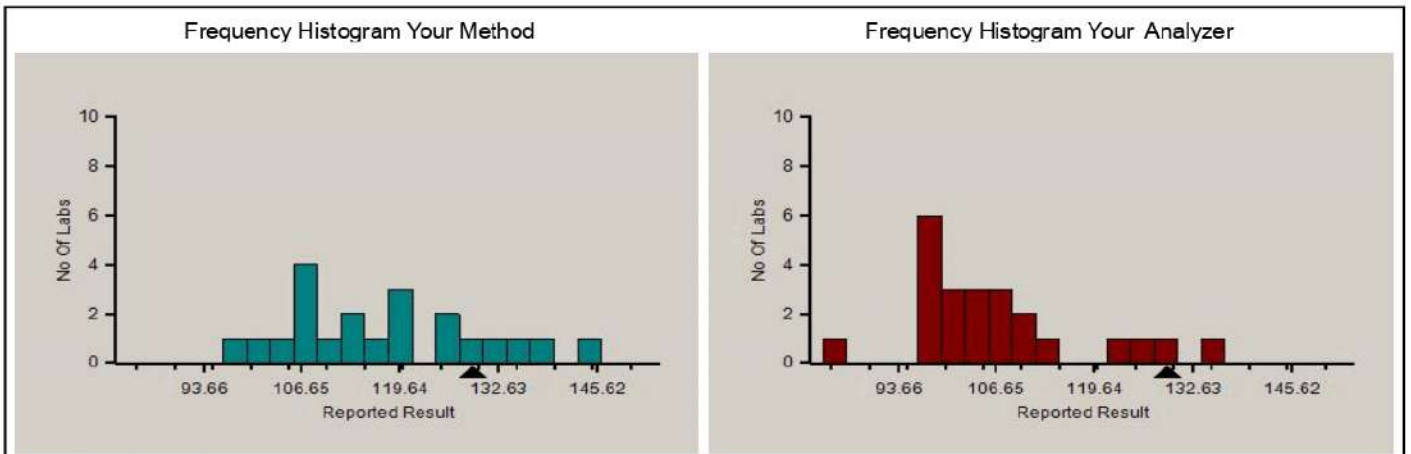 Frequency Histogram Your Method
10
8
6
4
2
0
No Of Labs
93.66 106.65 119.64 132.63 145.62
Reported Result
Frequency Histogram Your Analyzer
10
8
6
4
2
0
No Of Labs
93.66 106.65 119.64 132.63 145.62
Reported Result